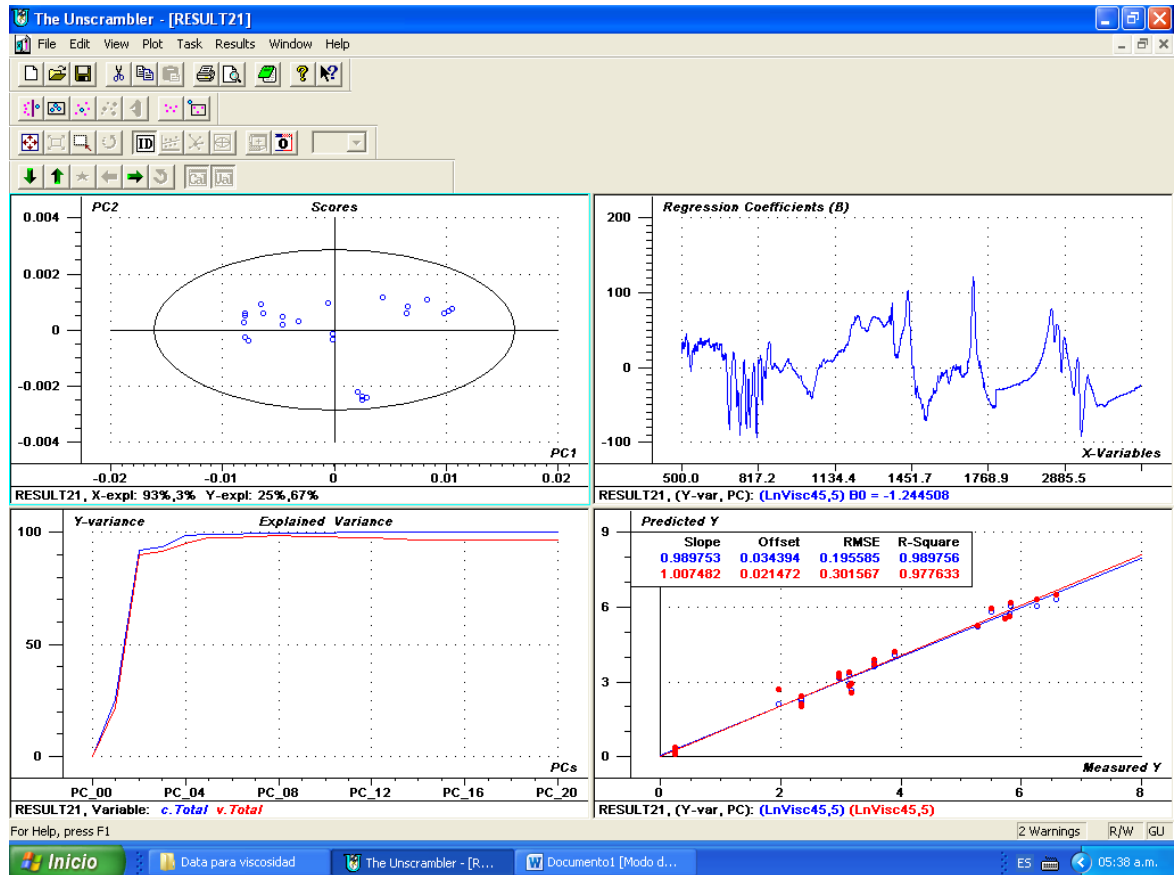 The Unscrambler - [RESULT21]
File Edit View Plot Task Results Window Help
ID
0
Cal Val
PC2 Scores
0.004
0.002
0
-0.002
-0.004
PC1
-0.02 -0.01 0 0.01 0.02
RESULT21, X-expl: 93%,3% Y-expl: 25%,67%
Regression Coefficients (B)
200
100
0
-100
X-Variables
500.0 817.2 1134.4 1451.7 1768.9 2885.5
RESULT21, (Y-var, PC): (LnVisc45,5) B0 = -1.244508
Y-variance Explained Variance
100
50
0
PCs
PC_00 PC_04 PC_08 PC_12 PC_16 PC_20
RESULT21, Variable: c.Total v.Total
Predicted Y
9
Slope Offset RMSE R-Square
0.989753 0.034394 0.195585 0.989756
1.007482 0.021472 0.301567 0.977633
6
3
0
Measured Y
0 2 4 6 8
RESULT21, (Y-var, PC): (LnVisc45,5) (LnVisc45,5)
For Help, press F1 2 Warnings R/W GU
Inicio Data para viscosidad The Unscrambler - [R... Documento1 [Modo d... ES 05:38 a.m.